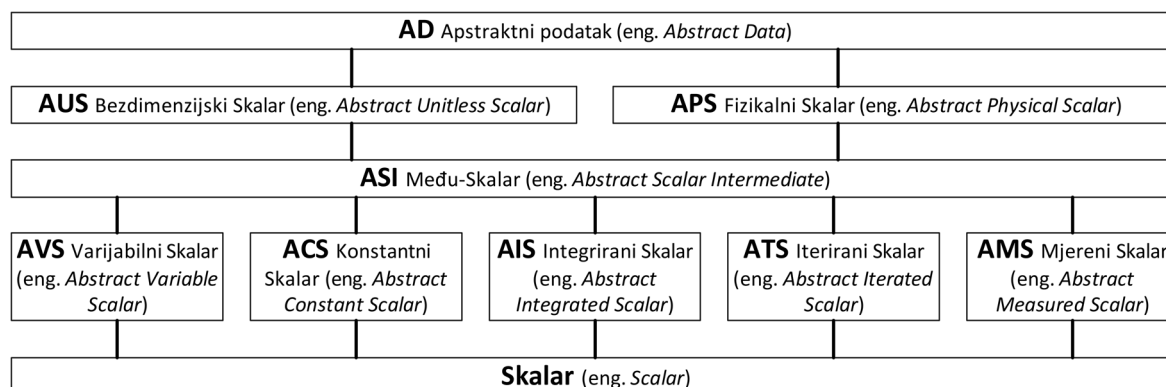 AD Apstraktni podatak (eng. Abstract Data)
AUS Bezdimenzijski Skalar (eng. Abstract Unitless Scalar)
APS Fizikalni Skalar (eng. Abstract Physical Scalar)
ASI Među-Skalar (eng. Abstract Scalar Intermediate)
AVS Varijabilni Skalar
(eng. Abstract Variable
Scalar)
ACS Konstantni
Skalar (eng. Abstract
Constant Scalar)
AIS Integrirani Skalar
(eng. Abstract
Integrated Scalar)
ATS Iterirani Skalar
(eng. Abstract Iterated
Scalar)
AMS Mjereni Skalar
(eng. Abstract
Measured Scalar)
Skalar (eng. Scalar)